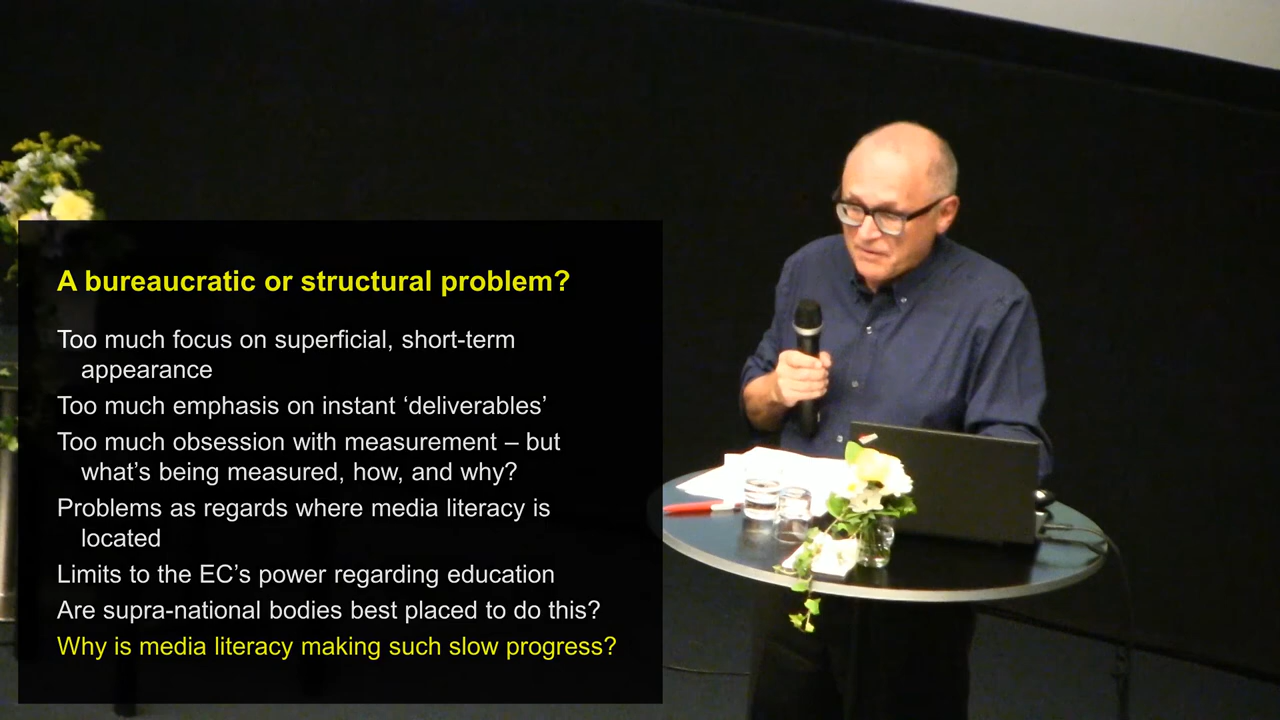 A bureaucratic or structural problem?
Too much focus on superficial, short-term
appearance
Too much emphasis on instant ‘deliverables’
Too much obsession with measurement – but
what’s being measured, how, and why?
Problems as regards where media literacy is
located
Limits to the EC’s power regarding education
Are supra-national bodies best placed to do this?
Why is media literacy making such slow progress?